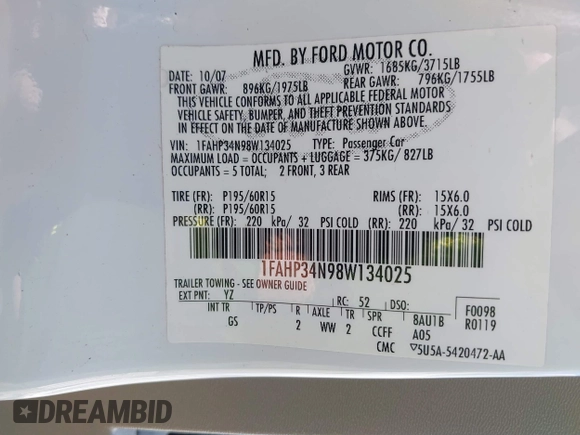 MFD. BY FORD MOTOR CO.
DATE: 10/07 GVWR: 1685KG/3715LB
FRONT GAWR: 896KG/1975LB REAR GAWR: 796KG/1755LB
THIS VEHICLE CONFORMS TO ALL APPLICABLE FEDERAL MOTOR
VEHICLE SAFETY, BUMPER, AND THEFT PREVENTION STANDARDS
IN EFFECT ON THE DATE OF MANUFACTURE SHOWN ABOVE.
VIN: 1FAHP34N98W134025 TYPE: Passenger Car
MAXIMUM LOAD = OCCUPANTS + LUGGAGE = 375KG/ 827LB
OCCUPANTS = 5 TOTAL; 2 FRONT, 3 REAR
TIRE (FR): P195/60R15 RIMS (FR): 15X6.0
(RR): P195/60R15 (RR): 15X6.0
PRESSURE (FR): 220 kPa/ 32 PSI COLD (RR): 220 kPa/ 32 PSI COLD
1FAHP34N98W134025
TRAILER TOWING - SEE OWNER GUIDE
EXT PNT: YZ RC: 52 DSO: F0098
INT TR TP/PS R AXLE TR SPR 8AU1B R0119
GS 2 WW 2 CCFF A05
CMC ▽5U5A-5420472-AA
DREAMBID